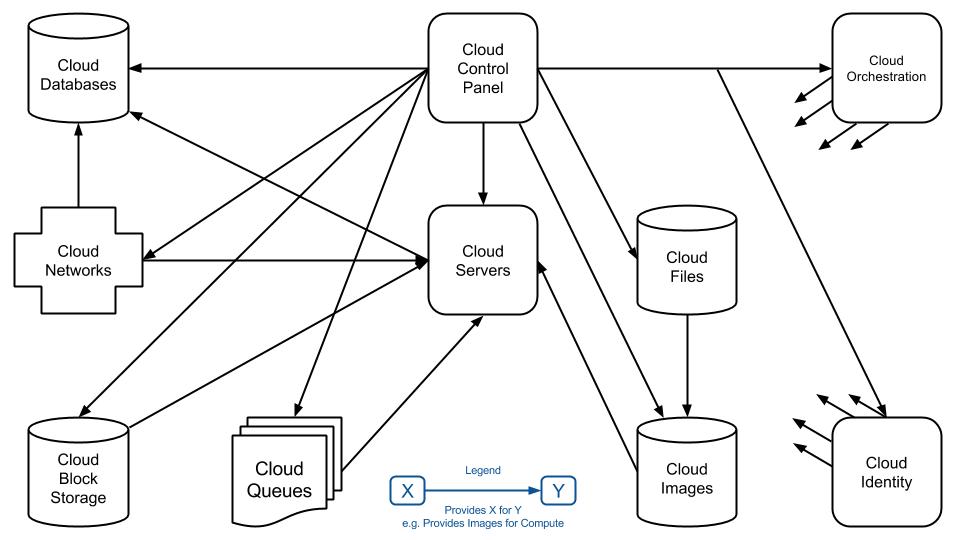 Cloud
Databases
Cloud
Control
Panel
Cloud
Orchestration
Cloud
Networks
Cloud
Servers
Cloud
Files
Cloud
Block
Storage
Cloud
Queues
Legend
X
Y
Provides X for Y
e.g. Provides Images for Compute
Cloud
Images
Cloud
Identity